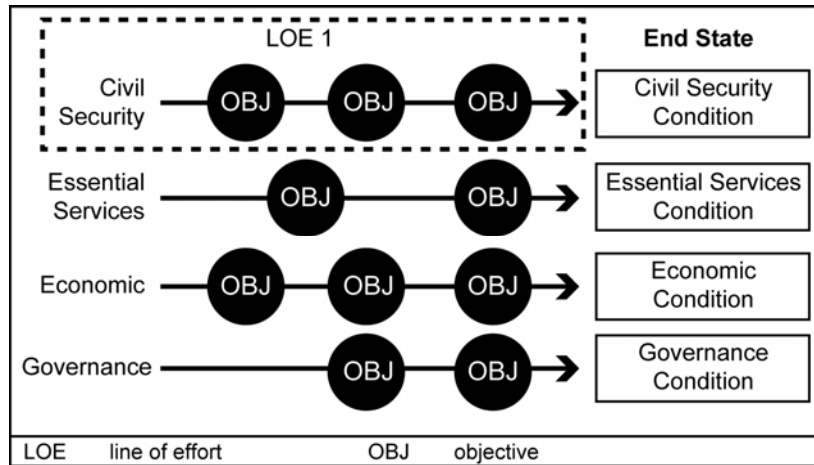 LOE 1
End State
Civil
Security
OBJ OBJ OBJ
Civil Security
Condition
Essential
Services
OBJ OBJ
Essential Services
Condition
Economic
OBJ OBJ OBJ
Economic
Condition
Governance
OBJ OBJ
Governance
Condition
LOE line of effort OBJ objective